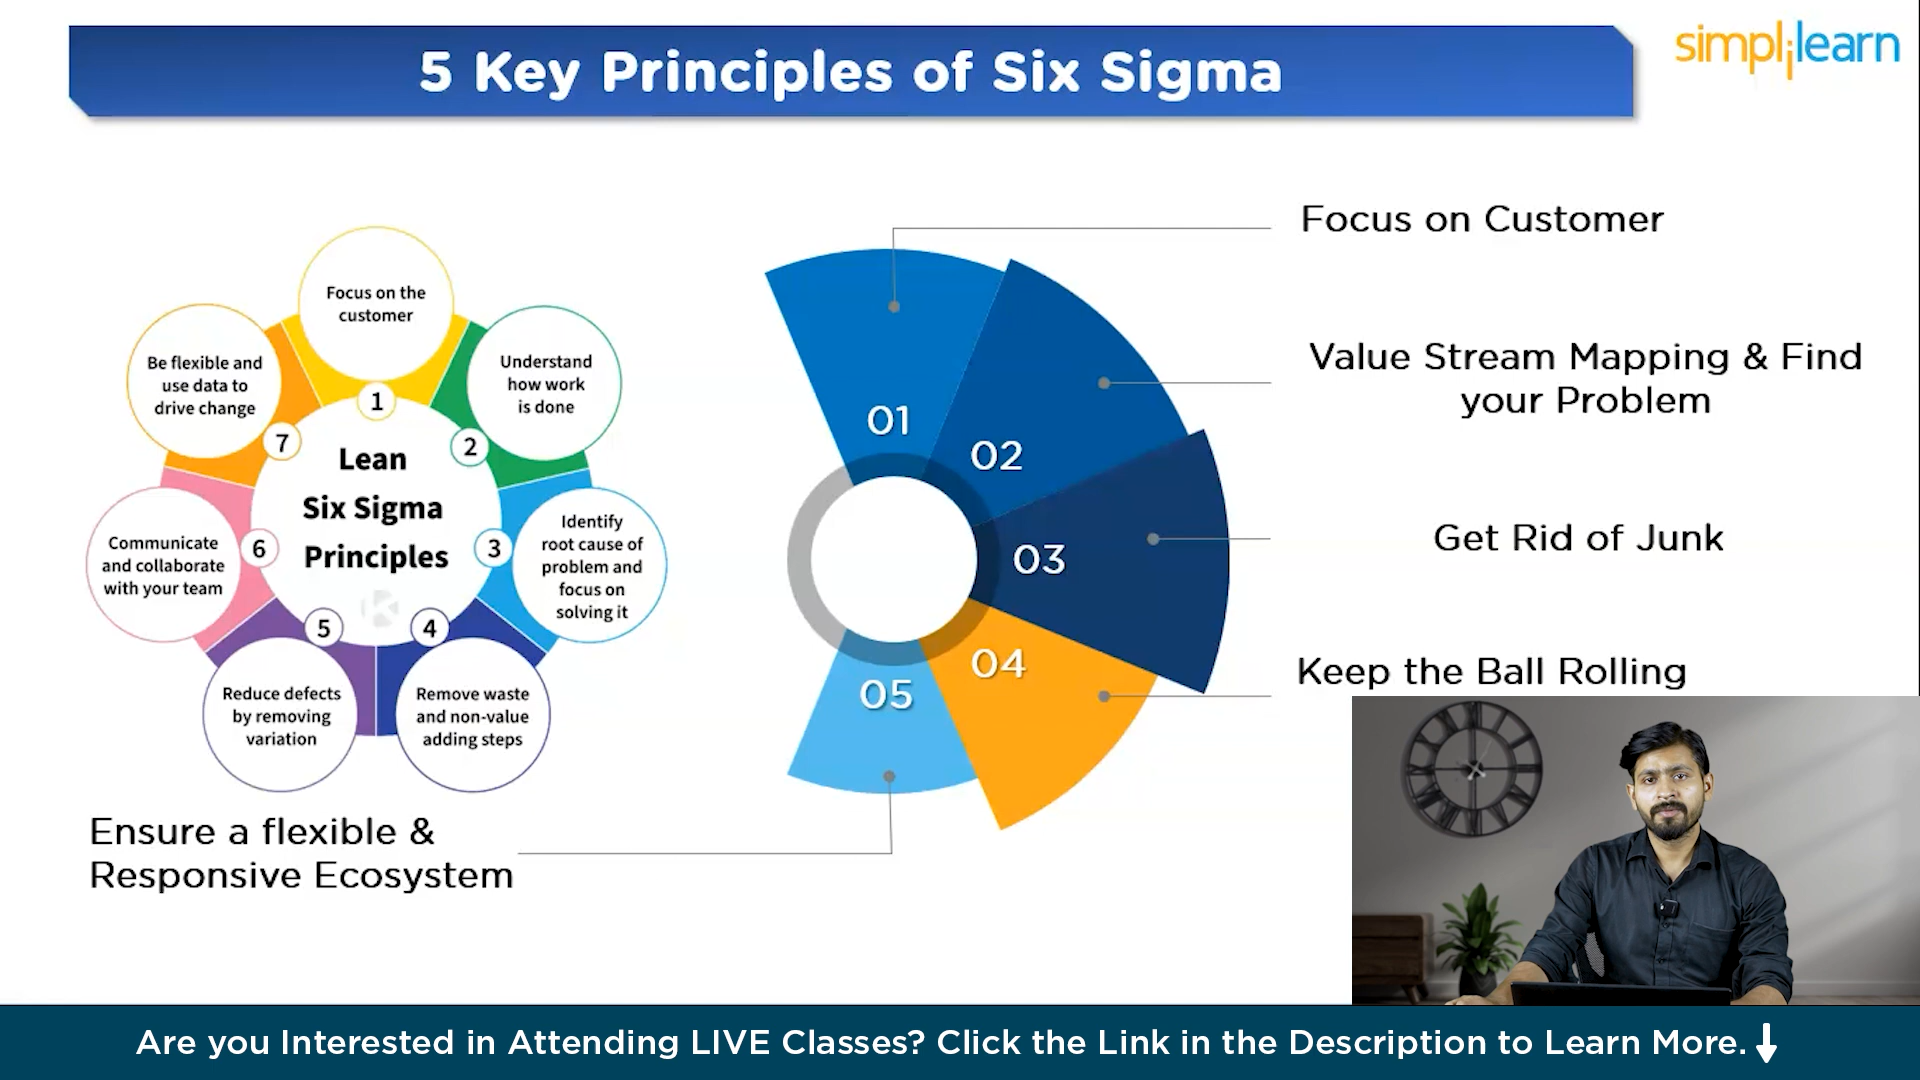 5 Key Principles of Six Sigma
simplilearn
Focus on the
customer
1
Understand
how work
is done
2
Identify
root cause of
problem and
focus on
solving it
3
Remove waste
and non-value
adding steps
4
Reduce defects
by removing
variation
5
Communicate
and collaborate
with your team
6
Be flexible and
use data to
drive change
7
Lean
Six Sigma
Principles
01
Focus on Customer
02
Value Stream Mapping & Find
your Problem
03
Get Rid of Junk
04
Keep the Ball Rolling
05
Ensure a flexible &
Responsive Ecosystem
Are you Interested in Attending LIVE Classes? Click the Link in the Description to Learn More.